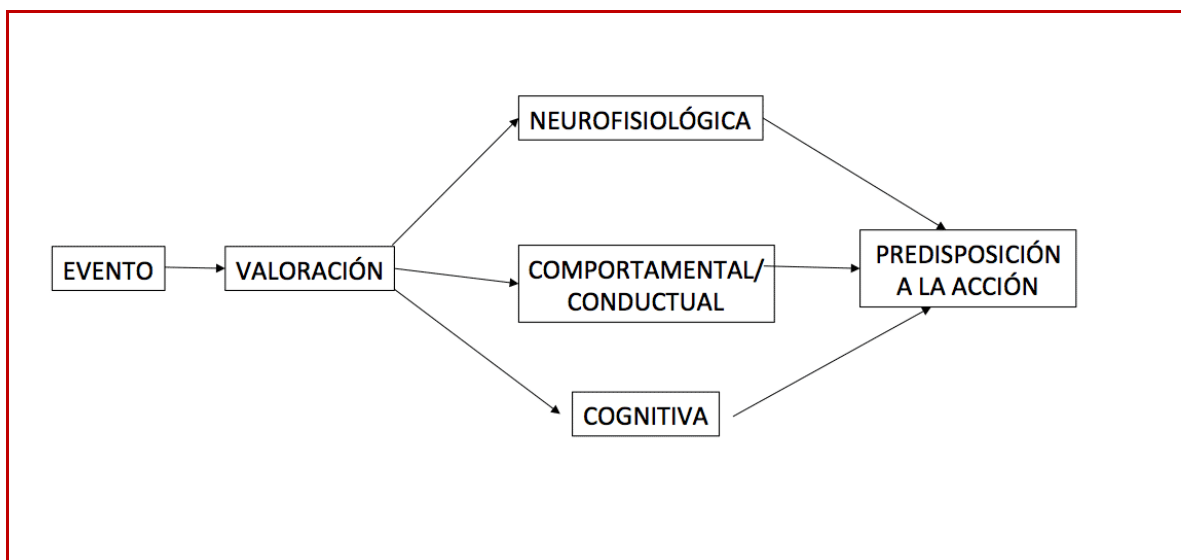 NEUROFISIOLÓGICA
EVENTO
VALORACIÓN
COMPORTAMENTAL/
CONDUCTUAL
PREDISPOSICIÓN
A LA ACCIÓN
COGNITIVA